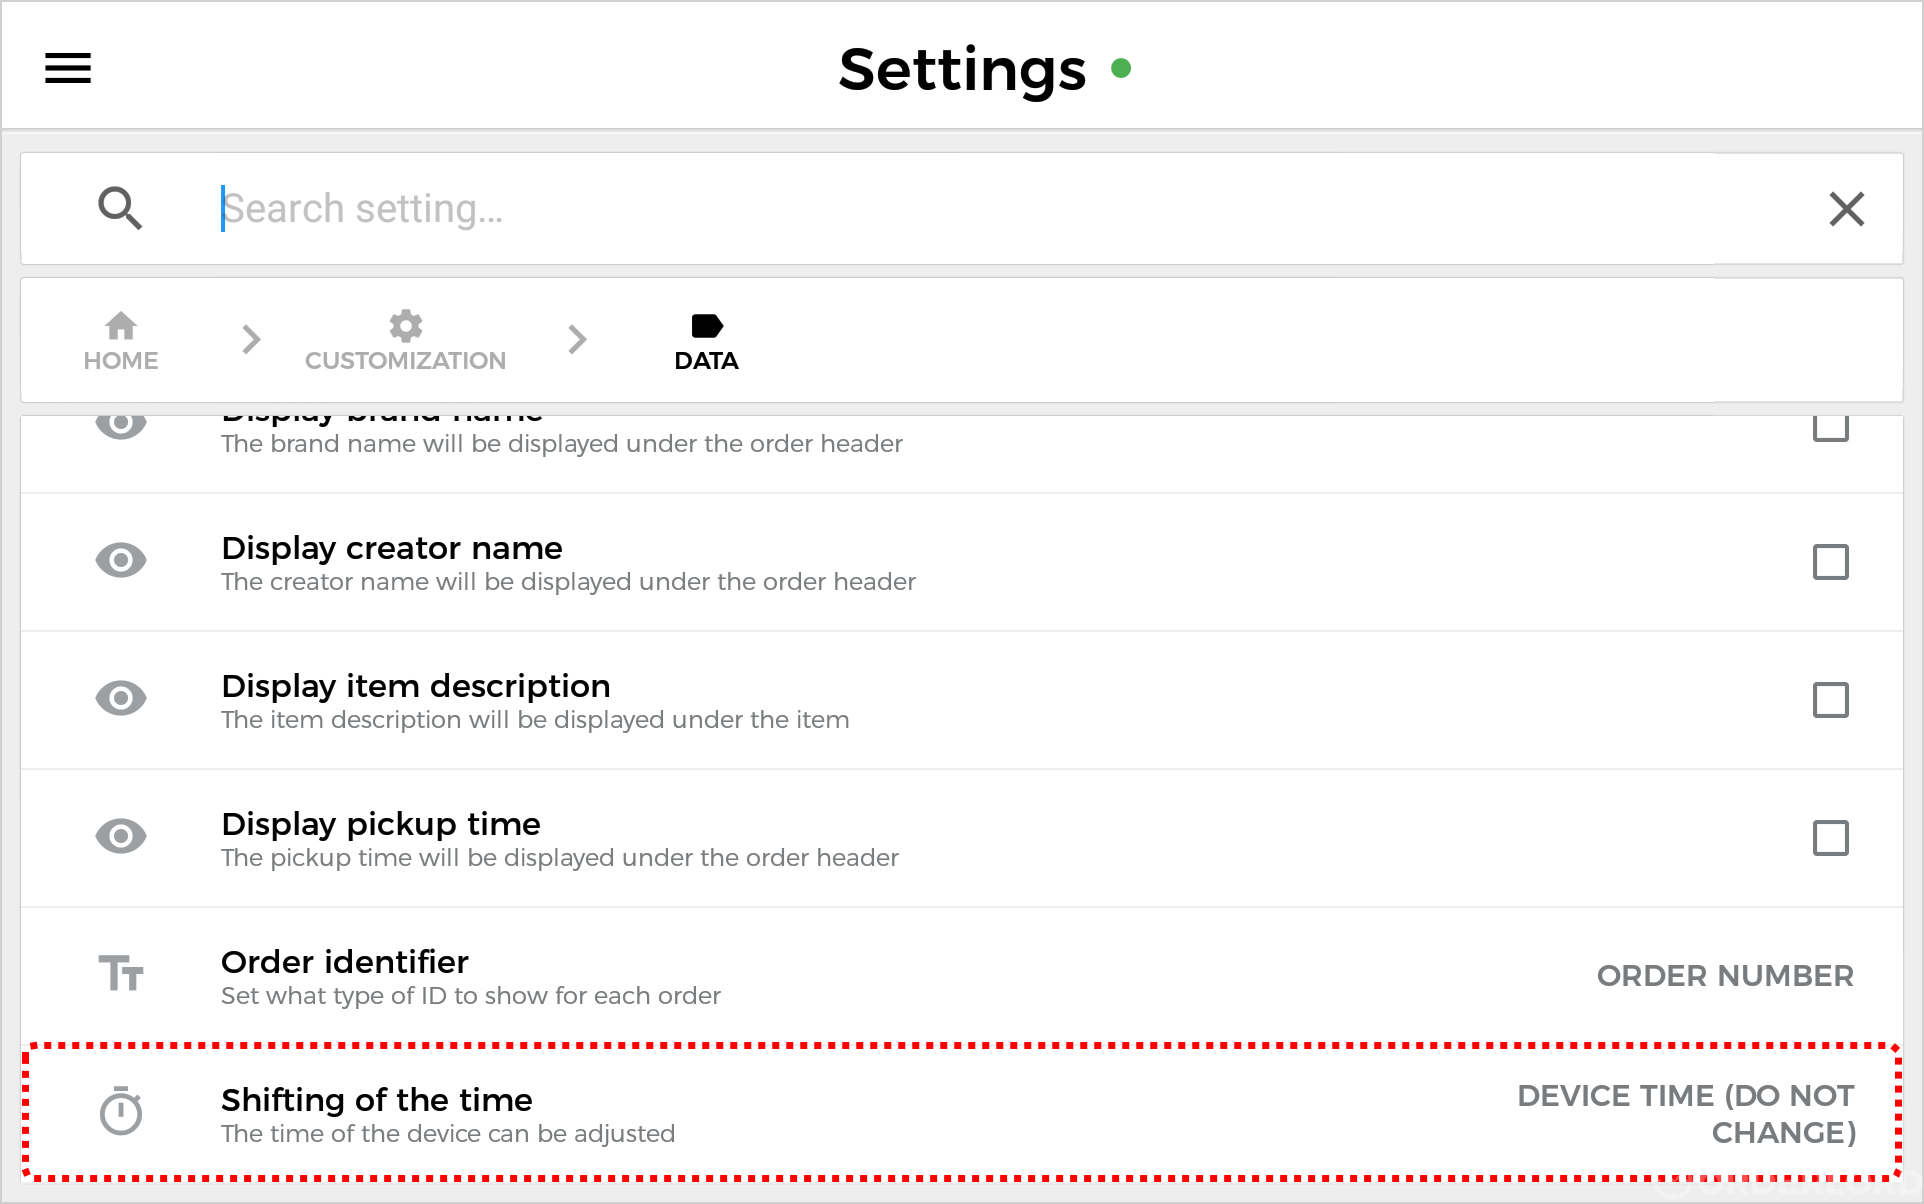 Settings
Search setting...
HOME
CUSTOMIZATION
DATA
Display brand name
The brand name will be displayed under the order header
Display creator name
The creator name will be displayed under the order header
Display item description
The item description will be displayed under the item
Display pickup time
The pickup time will be displayed under the order header
Order identifier
Set what type of ID to show for each order
ORDER NUMBER
Shifting of the time
The time of the device can be adjusted
DEVICE TIME (DO NOT
CHANGE)